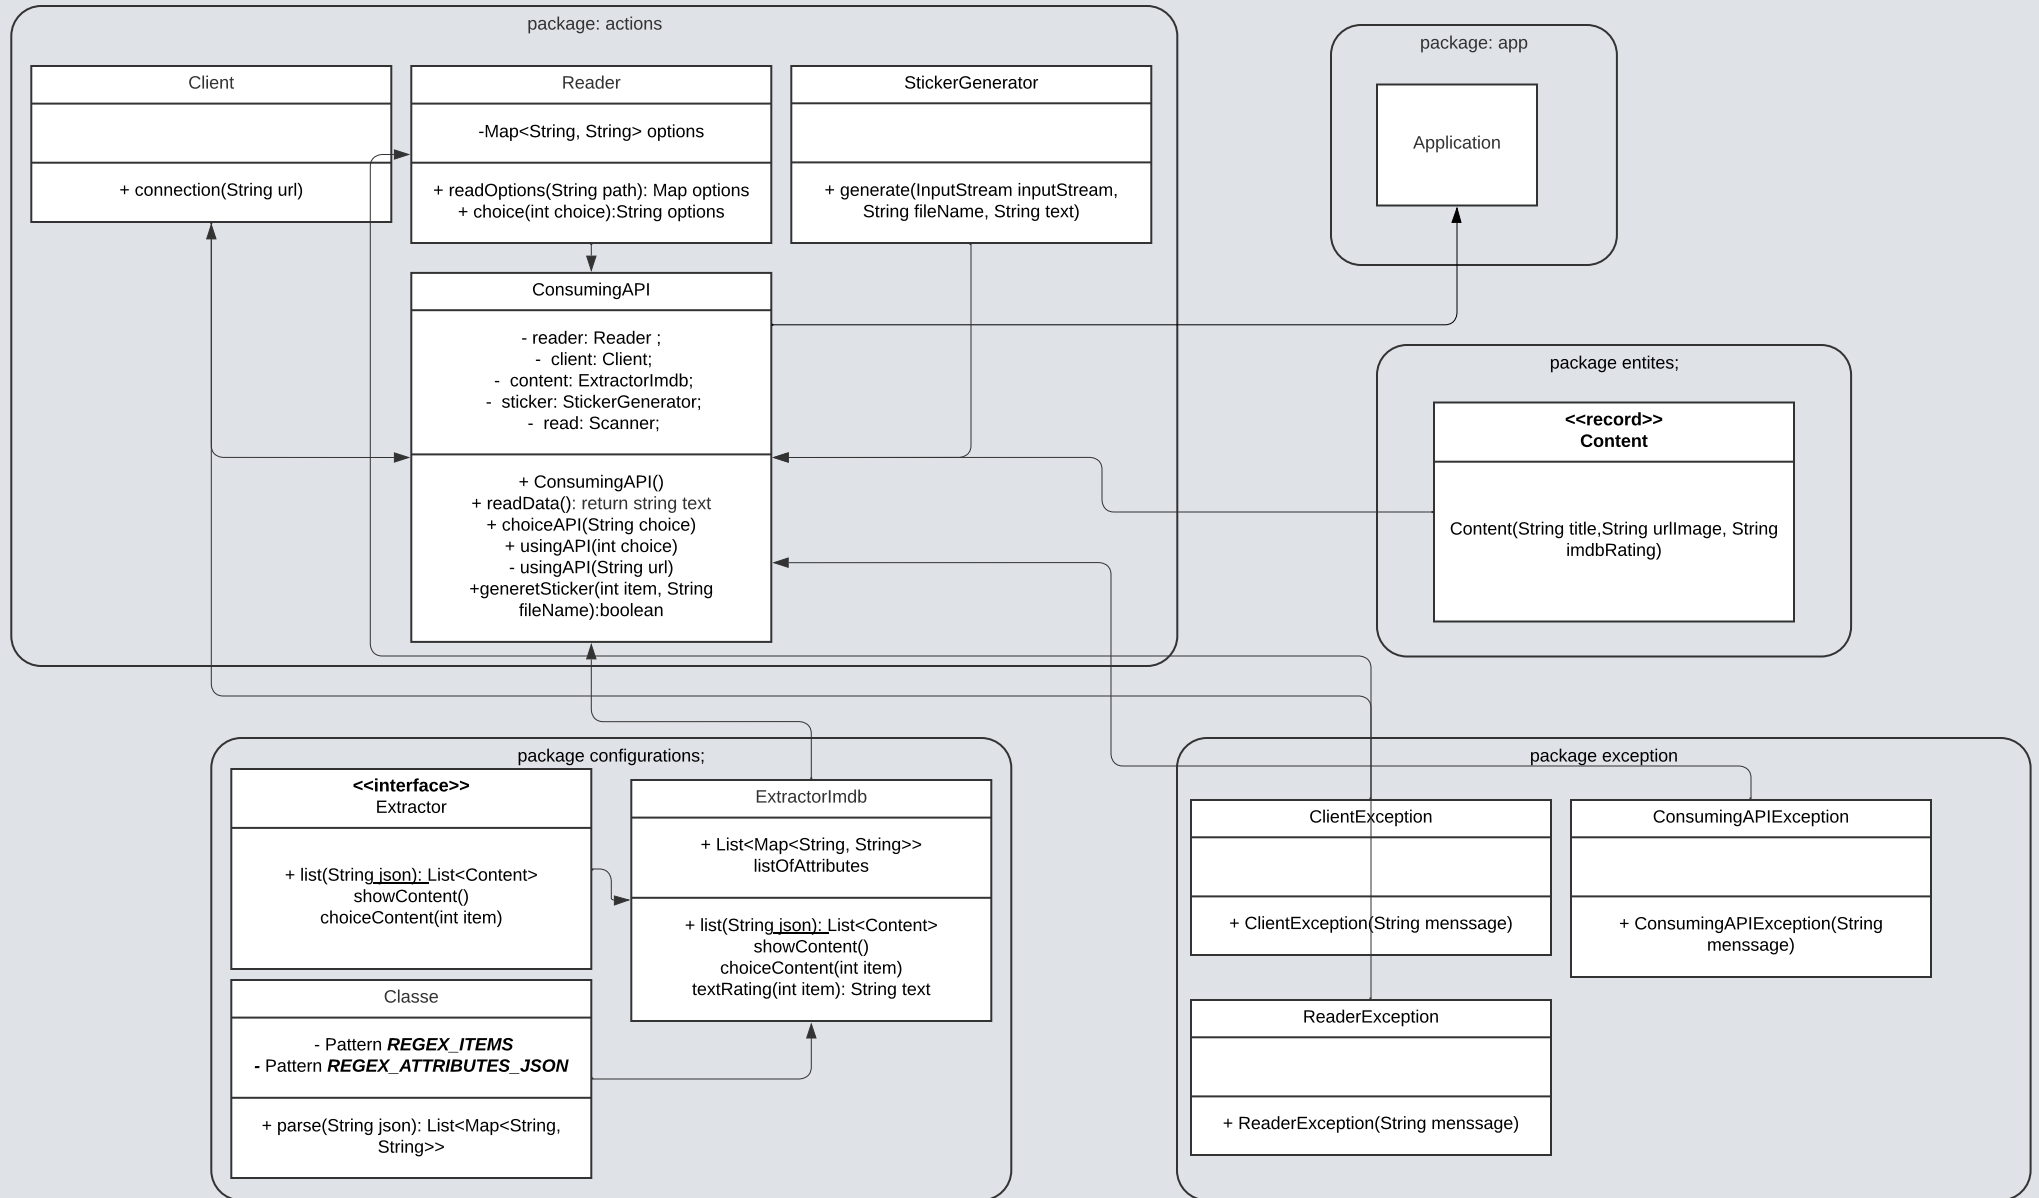 package: actions
Client
+ connection(String url)
Reader
-Map<String, String> options
+ readOptions(String path): Map options
+ choice(int choice):String options
StickerGenerator
+ generate(InputStream inputStream,
String fileName, String text)
ConsumingAPI
- reader: Reader ;
- client: Client;
- content: ExtractorImdb;
- sticker: StickerGenerator;
- read: Scanner;
+ ConsumingAPI()
+ readData(): return string text
+ choiceAPI(String choice)
+ usingAPI(int choice)
- usingAPI(String url)
+generetSticker(int item, String
fileName):boolean
package: app
Application
package entites;
<<record>>
Content
Content(String title,String urlImage, String
imdbRating)
package configurations;
<<interface>>
Extractor
+ list(String json): List<Content>
showContent()
choiceContent(int item)
ExtractorImdb
+ List<Map<String, String>>
listOfAttributes
+ list(String json): List<Content>
showContent()
choiceContent(int item)
textRating(int item): String text
Classe
- Pattern REGEX_ITEMS
- Pattern REGEX_ATTRIBUTES_JSON
+ parse(String json): List<Map<String,
String>>
package exception
ClientException
+ ClientException(String menssage)
ConsumingAPIException
+ ConsumingAPIException(String
menssage)
ReaderException
+ ReaderException(String menssage)